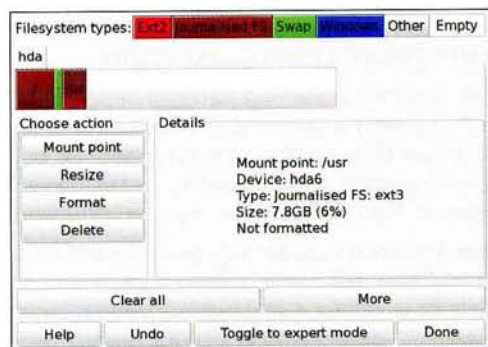 Filesystem types: Ext2 Journalised FS Swap Windows Other Empty
hda
/ /usr
Choose action
Details
Mount point
Resize
Format
Delete
Mount point: /usr
Device: hda6
Type: Journalised FS: ext3
Size: 7.8GB (6%)
Not formatted
Clear all More
Help Undo Toggle to expert mode Done